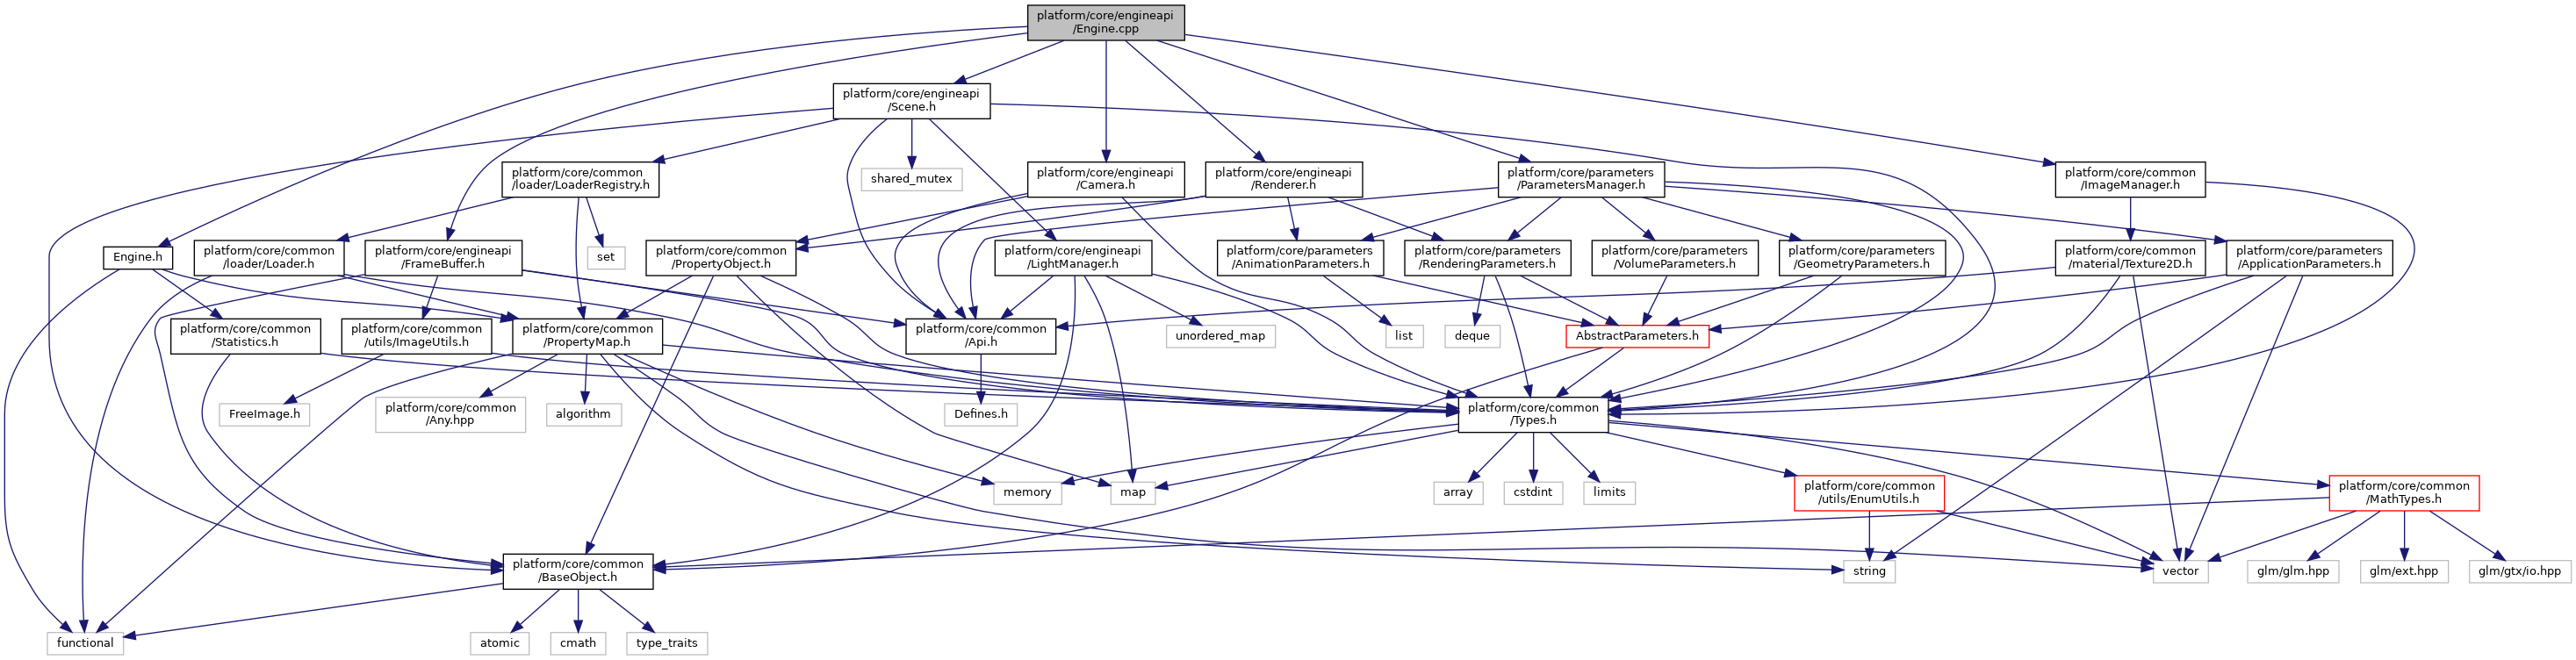 platform/core/engineapi
/Engine.cpp
platform/core/engineapi
/Scene.h
platform/core/common
/loader/LoaderRegistry.h
shared_mutex
platform/core/engineapi
/Camera.h
platform/core/engineapi
/Renderer.h
platform/core/parameters
/ParametersManager.h
platform/core/common
/ImageManager.h
Engine.h
platform/core/common
/loader/Loader.h
platform/core/engineapi
/FrameBuffer.h
set
platform/core/common
/PropertyObject.h
platform/core/engineapi
/LightManager.h
platform/core/parameters
/AnimationParameters.h
platform/core/parameters
/RenderingParameters.h
platform/core/parameters
/VolumeParameters.h
platform/core/parameters
/GeometryParameters.h
platform/core/common
/material/Texture2D.h
platform/core/parameters
/ApplicationParameters.h
platform/core/common
/Statistics.h
platform/core/common
/utils/ImageUtils.h
platform/core/common
/PropertyMap.h
platform/core/common
/Api.h
unordered_map
list
deque
AbstractParameters.h
FreeImage.h
platform/core/common
/Any.hpp
algorithm
Defines.h
platform/core/common
/Types.h
memory
map
array
cstdint
limits
platform/core/common
/utils/EnumUtils.h
platform/core/common
/MathTypes.h
platform/core/common
/BaseObject.h
string
vector
glm/glm.hpp
glm/ext.hpp
glm/gtx/io.hpp
functional
atomic
cmath
type_traits